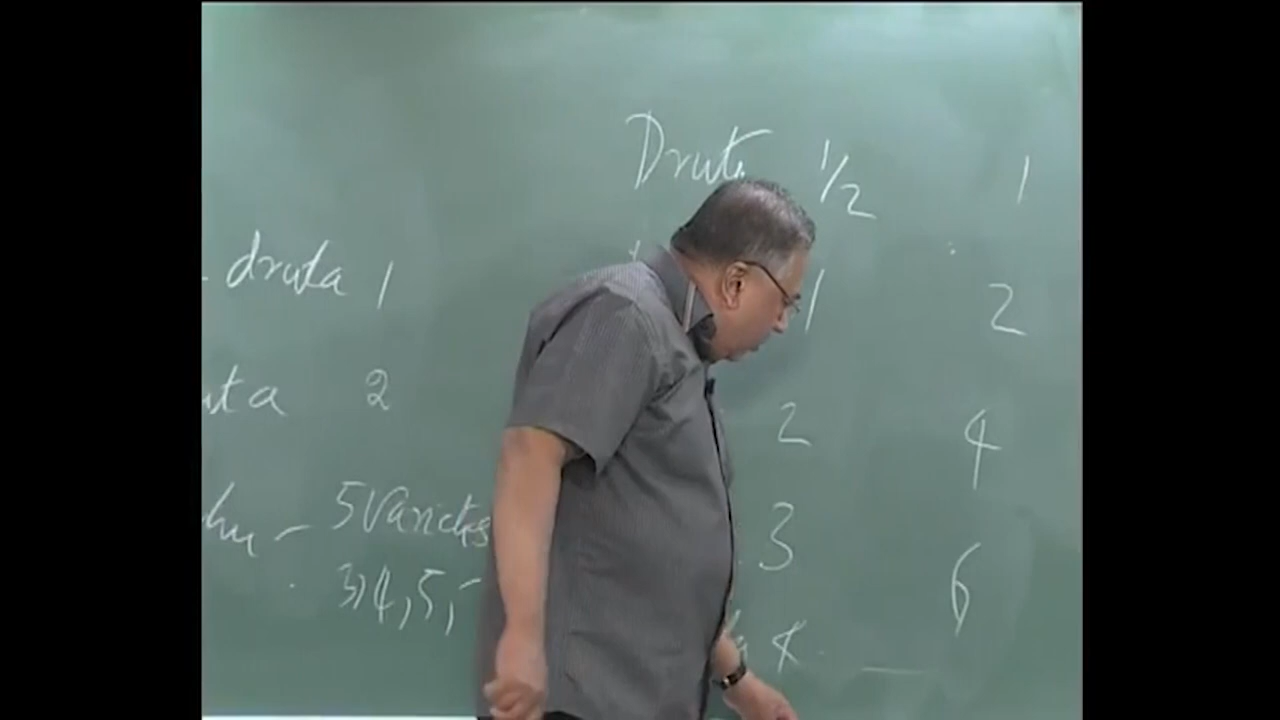 Druta 1/2 1
druta 1
1 2
uta 2
2 4
5 Varieties
3, 4, 5,
3 6
4